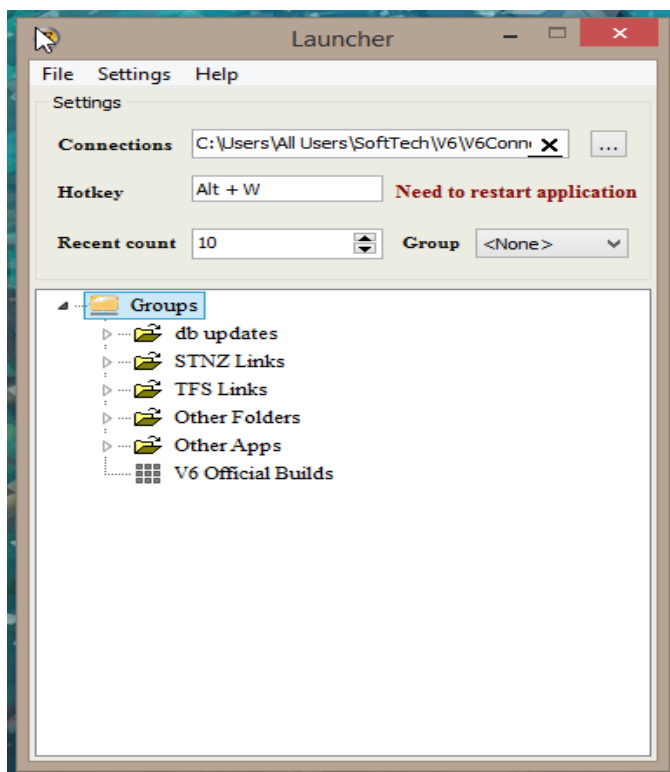 Launcher
File Settings Help
Settings
Connections C:\Users\All Users\SoftTech\V6\V6Conn ...
Hotkey Alt + W Need to restart application
Recent count 10 Group <None>
Groups
db updates
STNZ Links
TFS Links
Other Folders
Other Apps
V6 Official Builds